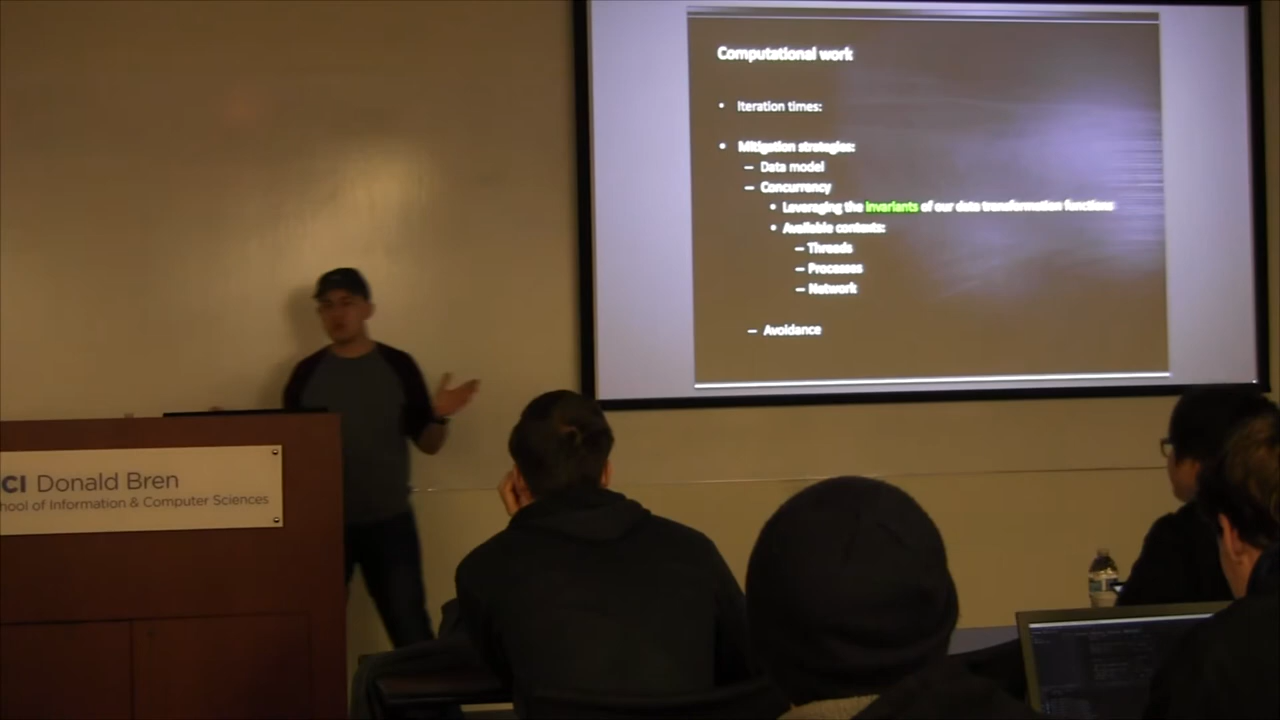 Computational work
• Iteration times:
• Mitigation strategies:
– Data model
– Concurrency
• Leveraging the invariants of our data transformation functions
• Available contexts:
– Threads
– Processes
– Network
– Avoidance
CI Donald Bren
hool of Information & Computer Sciences